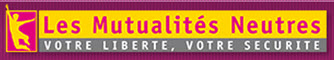 Les Mutualités Neutres
VOTRE LIBERTE, VOTRE SECURITE